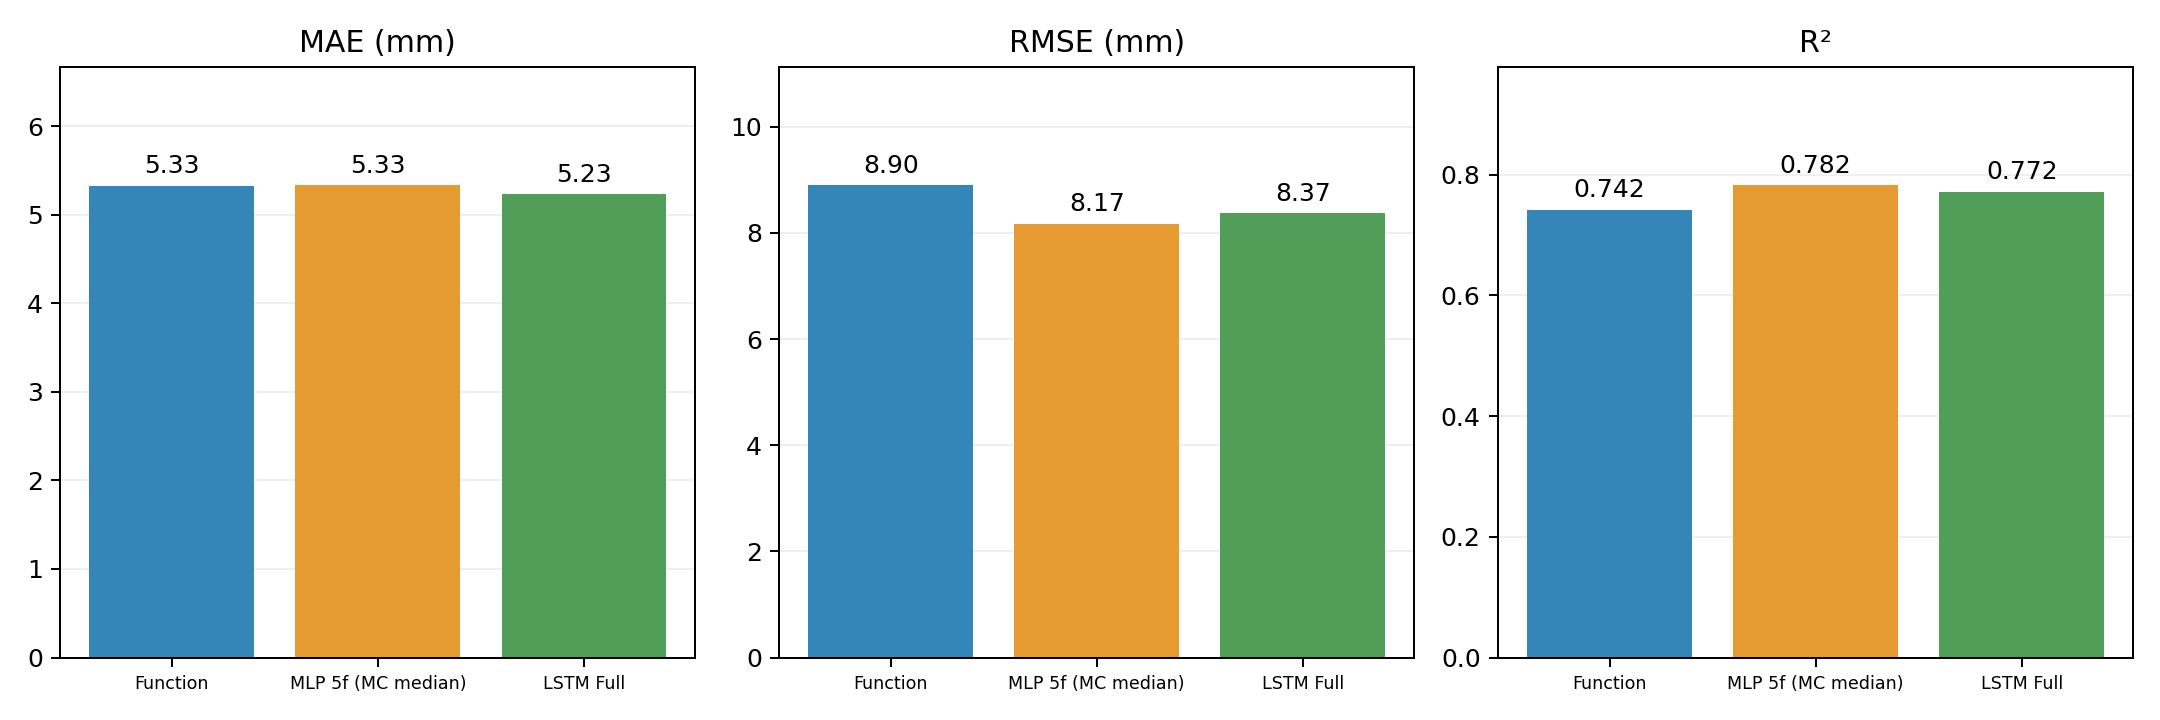 MAE (mm)
6
5
4
3
2
1
0
5.33
5.33
5.23
Function
MLP 5f (MC median)
LSTM Full
RMSE (mm)
10
8
6
4
2
0
8.90
8.17
8.37
Function
MLP 5f (MC median)
LSTM Full
R²
0.8
0.6
0.4
0.2
0.0
0.742
0.782
0.772
Function
MLP 5f (MC median)
LSTM Full